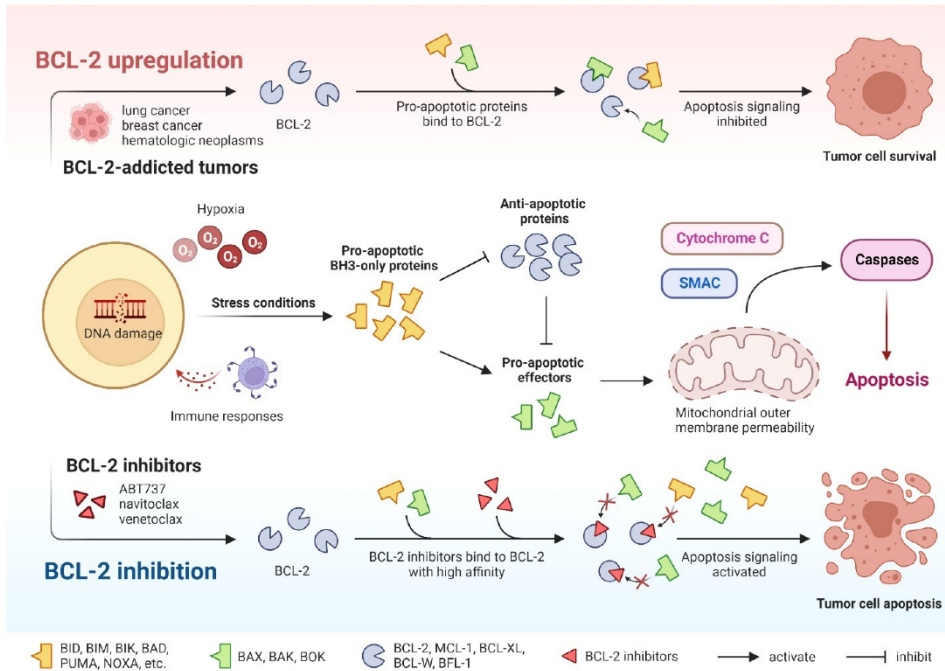 BCL-2 upregulation
lung cancer
breast cancer
hematologic neoplasms
BCL-2-addicted tumors
BCL-2
Pro-apoptotic proteins
bind to BCL-2
Apoptosis signaling
inhibited
Tumor cell survival
Hypoxia
O2
O2
O2
O2
O2
DNA damage
Immune responses
Stress conditions
Pro-apoptotic
BH3-only proteins
Anti-apoptotic
proteins
Pro-apoptotic
effectors
Cytochrome C
SMAC
Mitochondrial outer
membrane permeability
Caspases
Apoptosis
BCL-2 inhibitors
ABT737
navitoclax
venetoclax
BCL-2 inhibition
BCL-2
BCL-2 inhibitors bind to BCL-2
with high affinity
Apoptosis signaling
activated
Tumor cell apoptosis
BID, BIM, BIK, BAD,
PUMA, NOXA, etc.
BAX, BAK, BOK
BCL-2, MCL-1, BCL-XL,
BCL-W, BFL-1
BCL-2 inhibitors
activate
inhibit